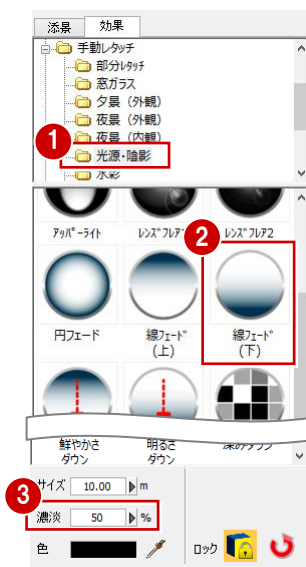 添景 効果
手動レタッチ
部分レタッチ
窓ガラス
夕景（外観）
夜景（外観）
夜景（内観）
1
光源・陰影
水彩
2
アッパーライト レンズフレア レンズフレア2
円フェード 線フェード（上） 線フェード（下）
鮮やかさダウン 明るさダウン
3
サイズ 10.00 m
濃淡 50 %
色 ロック